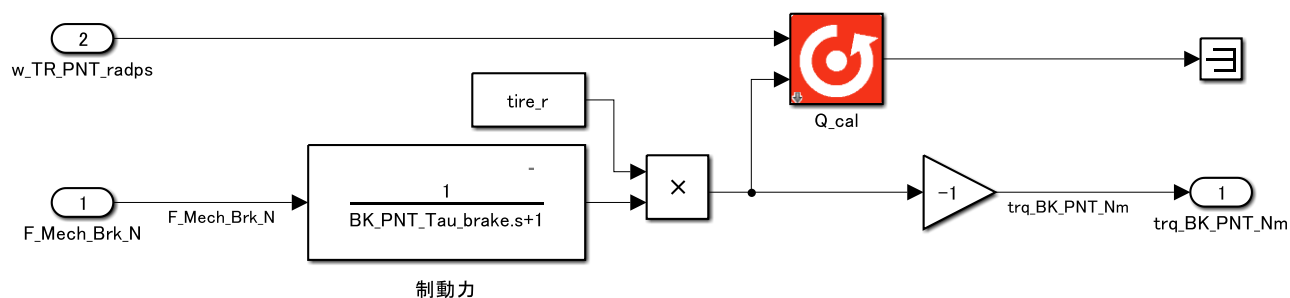 2
w_TR_PNT_radps
tire_r
Q_cal
1
F_Mech_Brk_N
F_Mech_Brk_N
-
1
BK_PNT_Tau_brake.s+1
制動力
×
-1
trq_BK_PNT_Nm
1
trq_BK_PNT_Nm